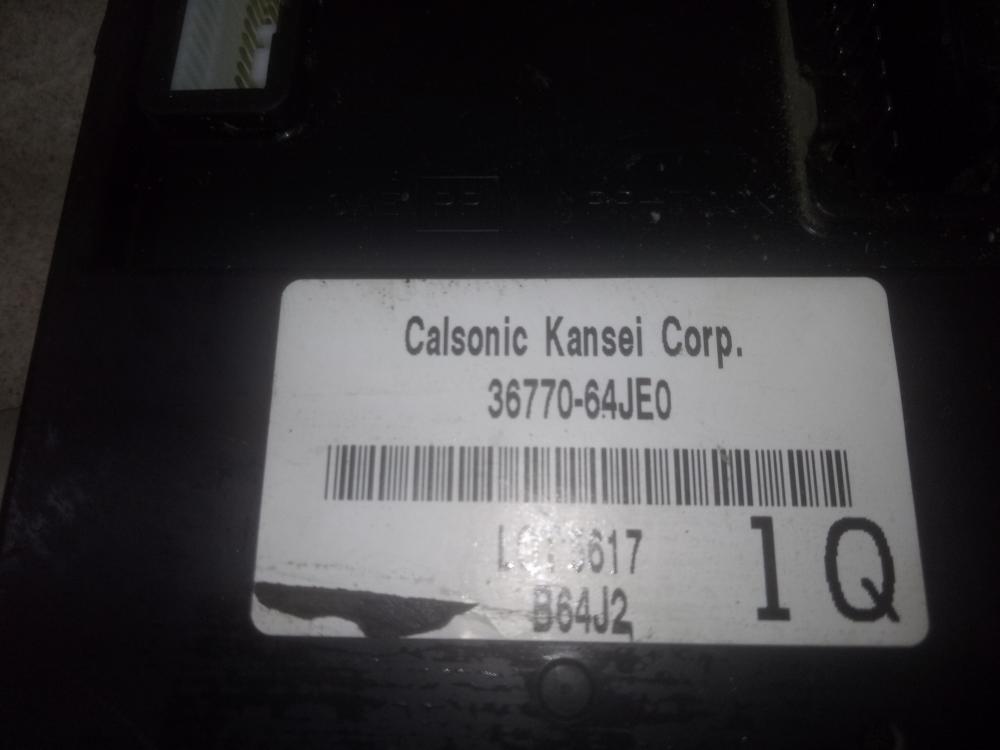 Calsonic Kansei Corp.
36770-64JE0
B64J2
1Q